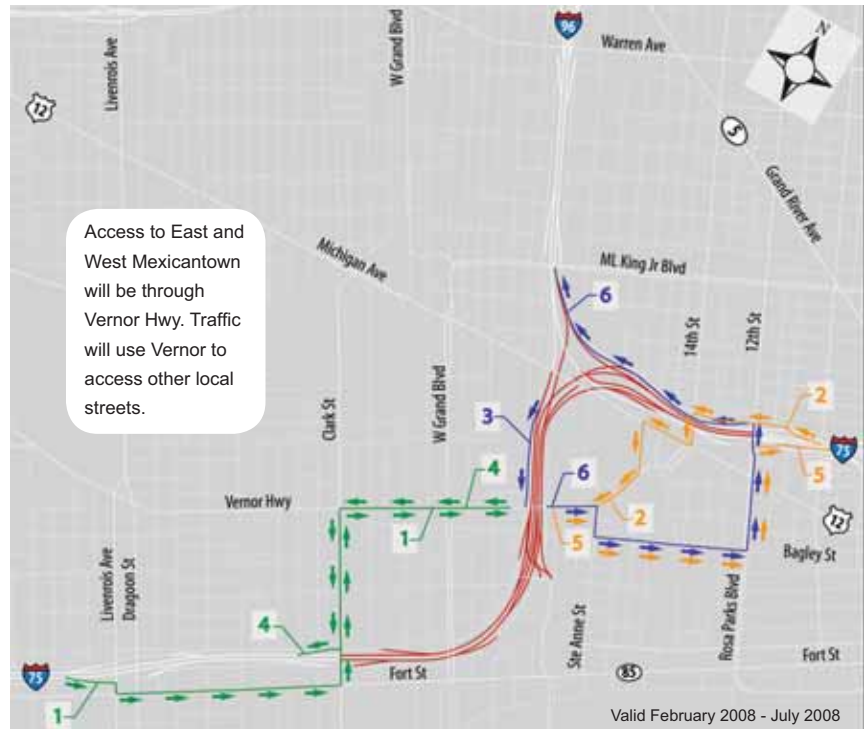 96
Warren Ave
N
Livenrois Ave
W Grand Blvd
12
5
Grand River Ave
Access to East and
West Mexicantown
will be through
Vernor Hwy. Traffic
will use Vernor to
access other local
streets.
Michigan Ave
ML King Jr Blvd
6
14th St
12th St
2
Clark St
W Grand Blvd
3
75
5
4
6
Vernor Hwy
1
5
2
12
Bagley St
Livenrois Ave
Dragoon St
4
Ste Anne St
Rosa Parks Blvd
75
Fort St
85
Fort St
1
Valid February 2008 - July 2008